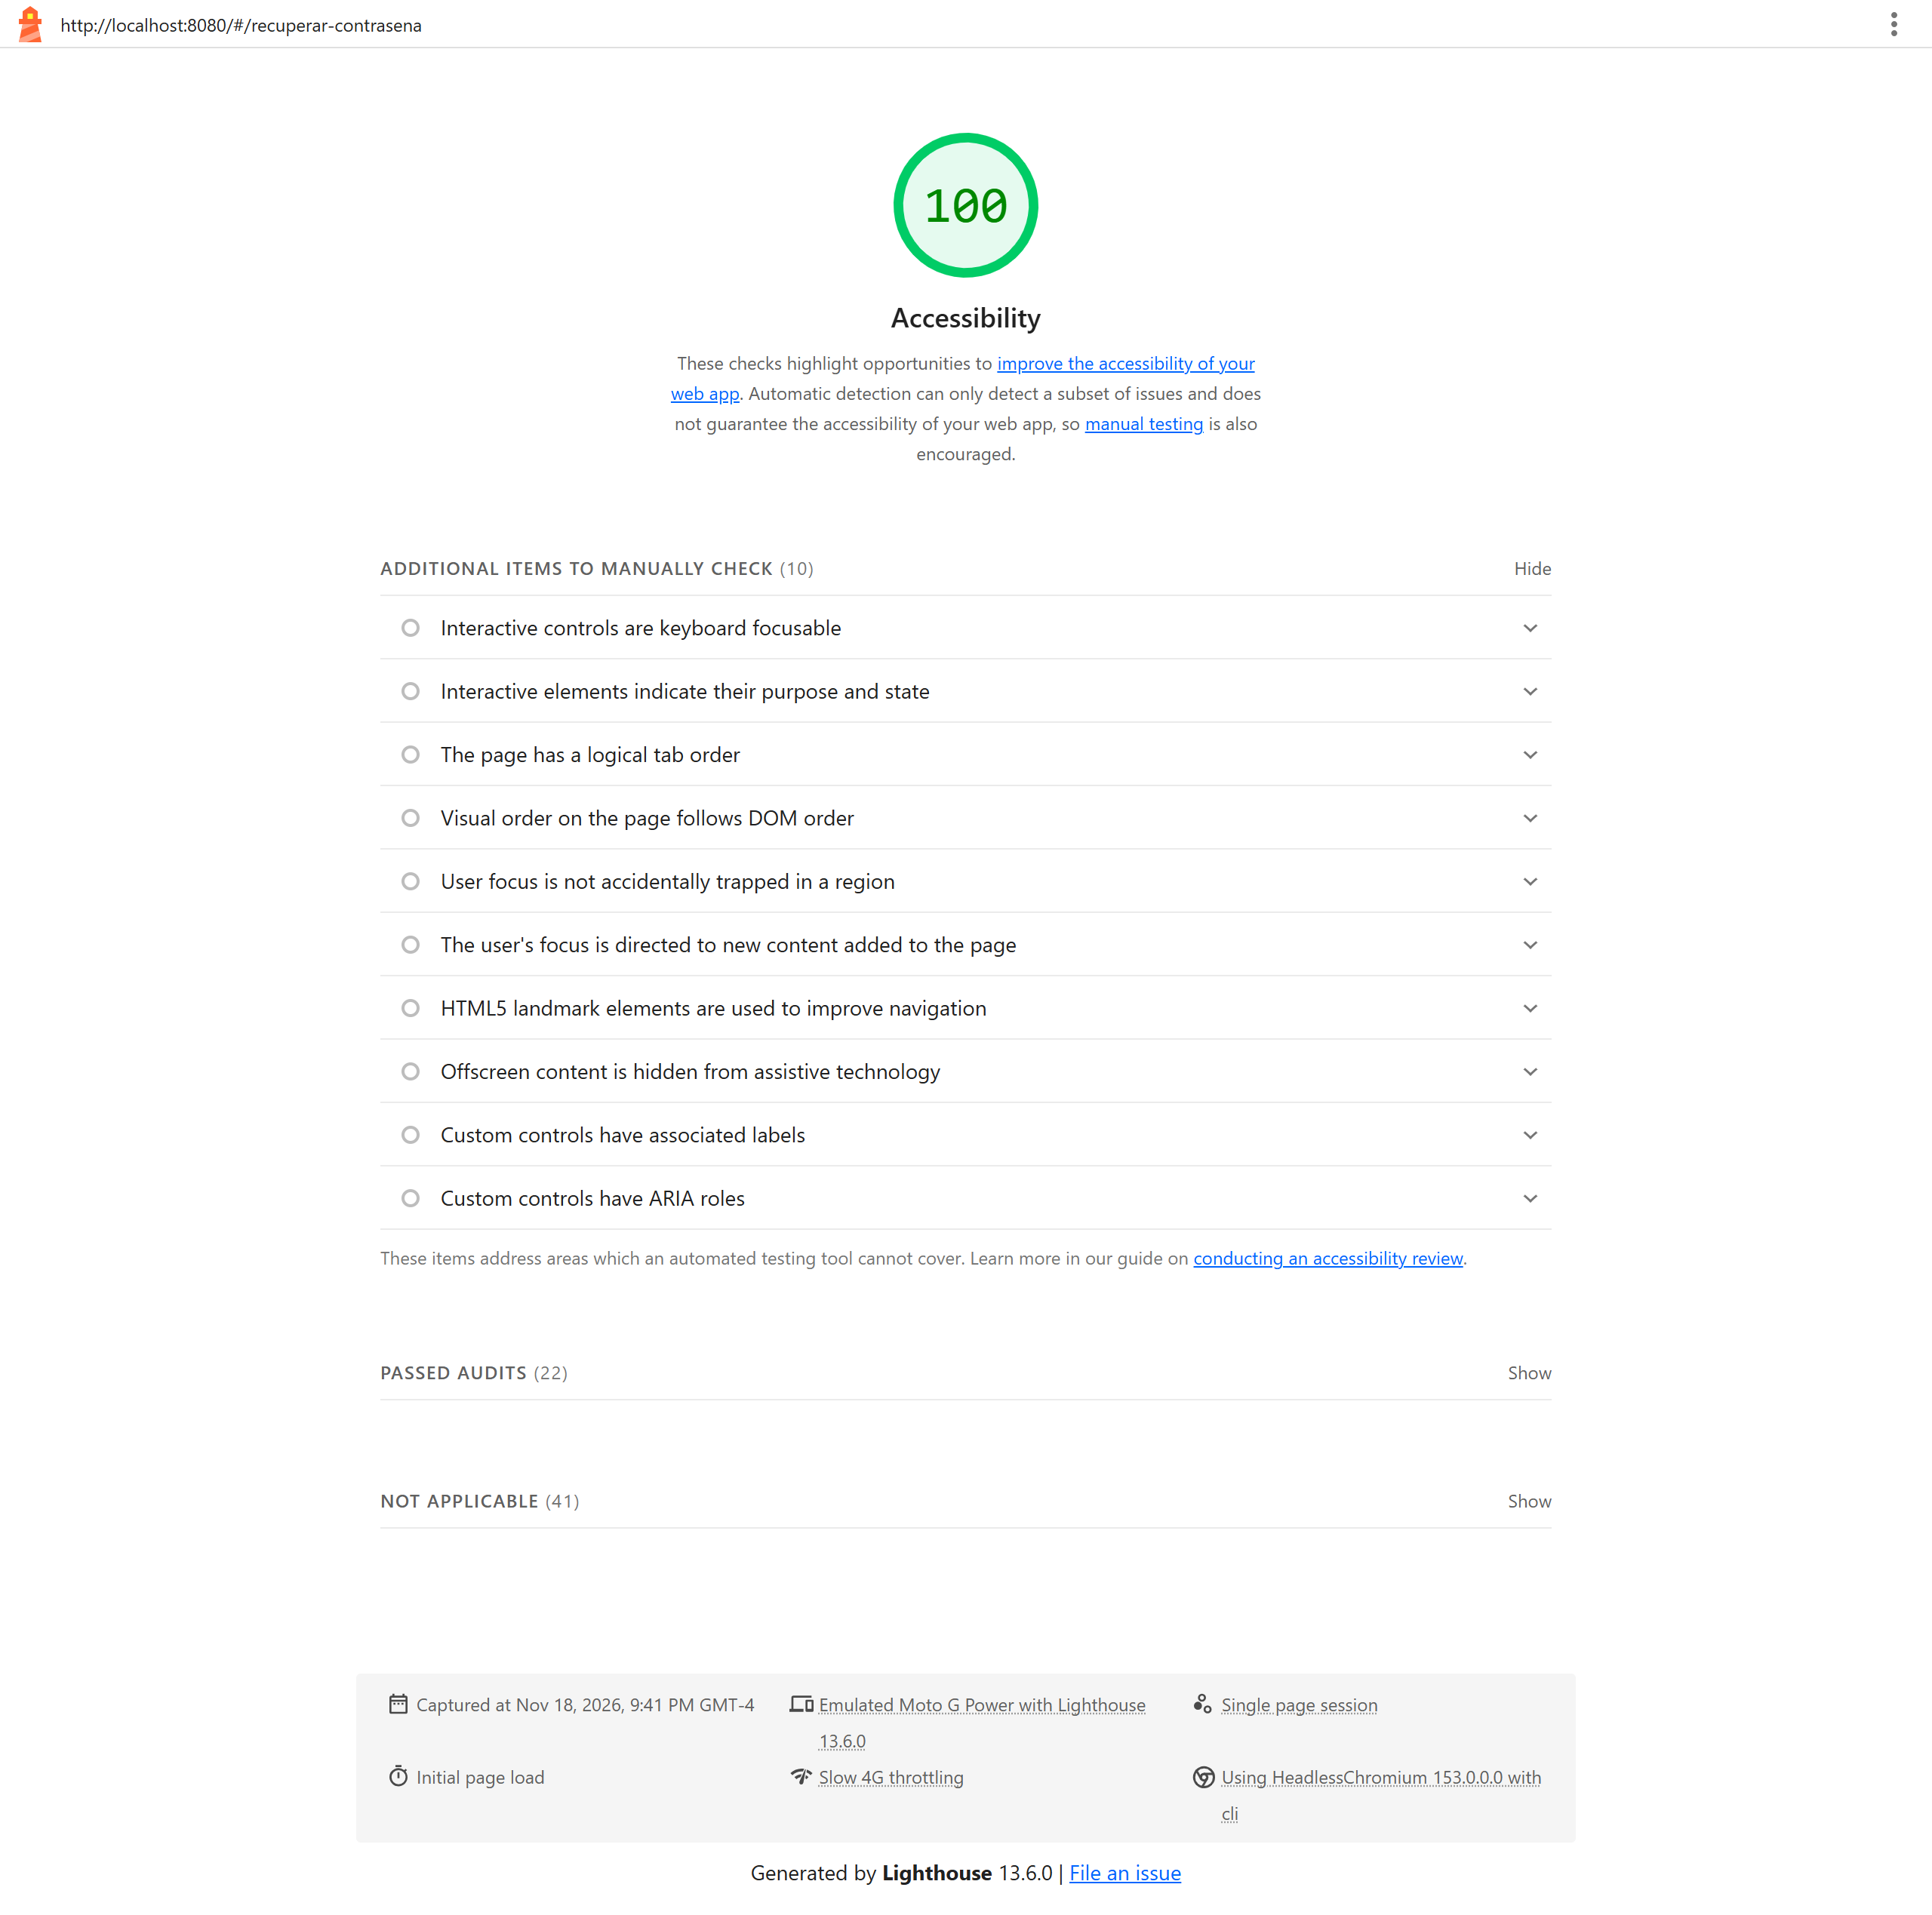 http://localhost:8080/#/recuperar-contrasena
100
Accessibility
These checks highlight opportunities to improve the accessibility of your
web app. Automatic detection can only detect a subset of issues and does
not guarantee the accessibility of your web app, so manual testing is also
encouraged.
ADDITIONAL ITEMS TO MANUALLY CHECK (10) Hide
Interactive controls are keyboard focusable
Interactive elements indicate their purpose and state
The page has a logical tab order
Visual order on the page follows DOM order
User focus is not accidentally trapped in a region
The user's focus is directed to new content added to the page
HTML5 landmark elements are used to improve navigation
Offscreen content is hidden from assistive technology
Custom controls have associated labels
Custom controls have ARIA roles
These items address areas which an automated testing tool cannot cover. Learn more in our guide on conducting an accessibility review.
PASSED AUDITS (22) Show
NOT APPLICABLE (41) Show
Captured at Nov 18, 2026, 9:41 PM GMT-4
Emulated Moto G Power with Lighthouse
13.6.0
Single page session
Initial page load
Slow 4G throttling
Using HeadlessChromium 153.0.0.0 with
cli
Generated by Lighthouse 13.6.0 | File an issue